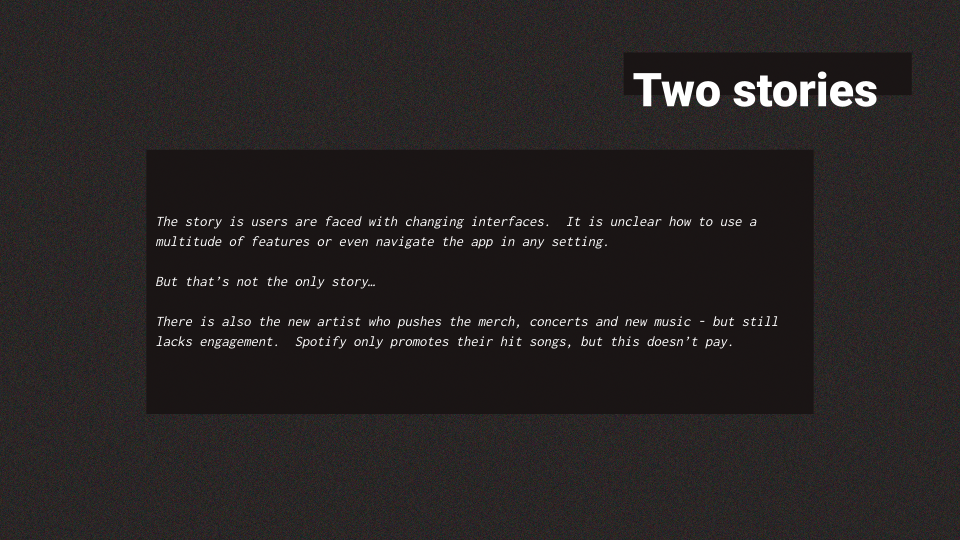 Two stories
The story is users are faced with changing interfaces.  It is unclear how to use a
multitude of features or even navigate the app in any setting.
But that’s not the only story…
There is also the new artist who pushes the merch, concerts and new music - but still
lacks engagement.  Spotify only promotes their hit songs, but this doesn’t pay.